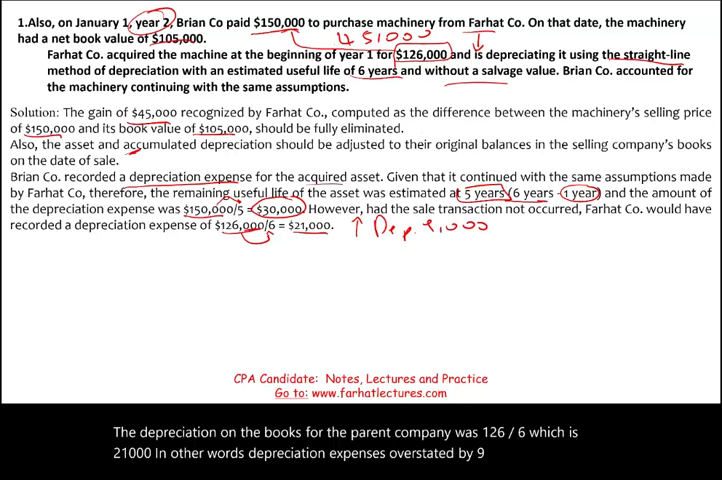 1.Also, on January 1, year 2, Brian Co paid $150,000 to purchase machinery from Farhat Co. On that date, the machinery
had a net book value of $105,000.
45,000
Farhat Co. acquired the machine at the beginning of year 1 for $126,000 and is depreciating it using the straight-line
method of depreciation with an estimated useful life of 6 years and without a salvage value. Brian Co. accounted for
the machinery continuing with the same assumptions.
Solution: The gain of $45,000 recognized by Farhat Co., computed as the difference between the machinery's selling price
of $150,000 and its book value of $105,000, should be fully eliminated.
Also, the asset and accumulated depreciation should be adjusted to their original balances in the selling company's books
on the date of sale.
Brian Co. recorded a depreciation expense for the acquired asset. Given that it continued with the same assumptions made
by Farhat Co, therefore, the remaining useful life of the asset was estimated at 5 years (6 years - 1 year) and the amount of
the depreciation expense was $150,000/5 = $30,000. However, had the sale transaction not occurred, Farhat Co. would have
recorded a depreciation expense of $126,000/6 = $21,000. ↑ Dep. 9,000
CPA Candidate: Notes, Lectures and Practice
Go to: www.farhatlectures.com
The depreciation on the books for the parent company was 126 / 6 which is
21000 In other words depreciation expenses overstated by 9